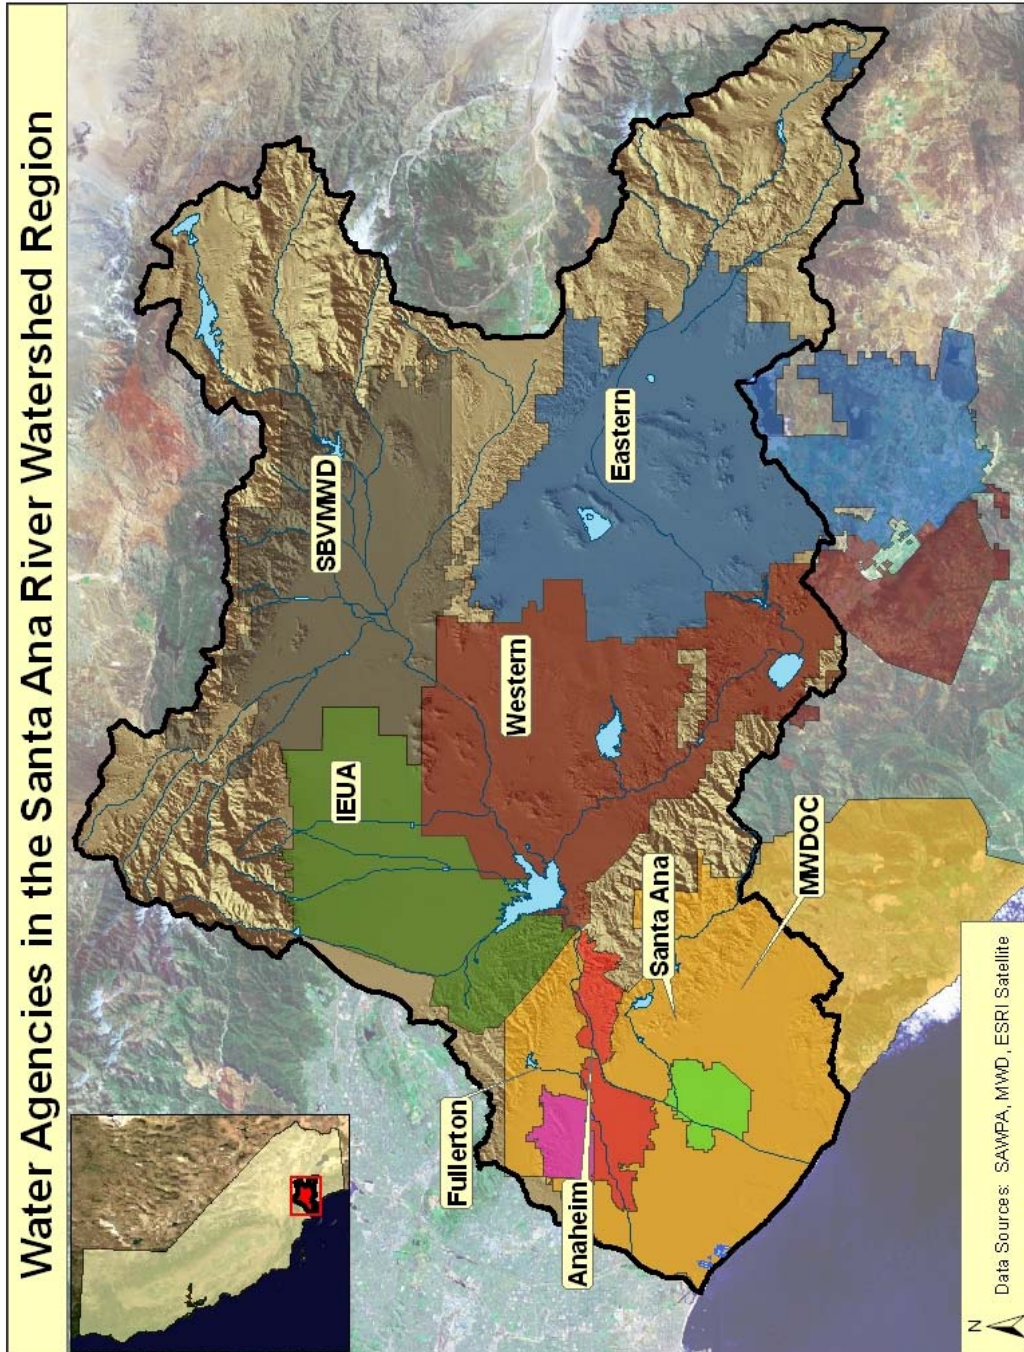 Water Agencies in the Santa Ana River Watershed Region
SBVMWD
IEUA
Western
Eastern
Fullerton
Anaheim
Santa Ana
MWDOC
N
Data Sources: SAWPA, MWD, ESRI Satellite